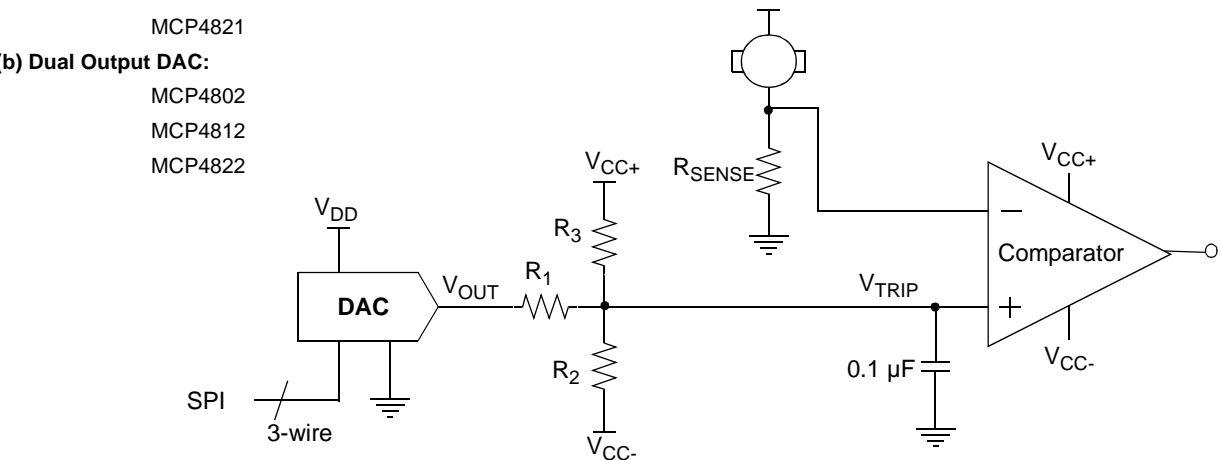 MCP4821
(b) Dual Output DAC:
MCP4802
MCP4812
MCP4822
VDD
DAC
VOUT
SPI
3-wire
R1
VCC+
R3
R2
VCC-
RSENSE
VTRIP
0.1 µF
VCC+
−
Comparator
+
VCC-